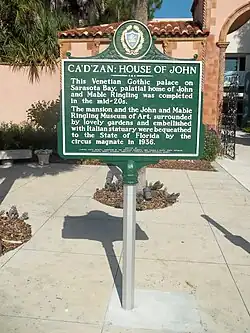 CA'D'ZAN: HOUSE OF JOHN
This Venetian Gothic palace on
Sarasota Bay, palatial home of John
and Mable Ringling was completed
in the mid-20s.
The mansion and the John and Mable
Ringling Museum of Art, surrounded
by lovely gardens and embellished
with Italian statuary were bequeathed
to the State of Florida by the
circus magnate in 1936.